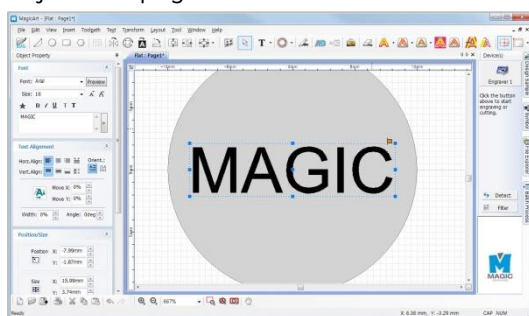 MagicArt - [Flat : Page1*]
File Edit View Insert Toolpath Text Transform Layout Tool Window Help
Object Property
Flat : Page1*
Device(s)
Font
Font: Arial Preview
Size: 16
B I U T T
MAGIC
Text Alignment
Horz.Align: Orient.:
Vert.Align:
Move X: 0%
Move Y: 0%
Width: 0% Angle: 0deg
Position/Size
Position X: -7.99mm
Y: -1.87mm
Size X: 15.99mm
Y: 3.74mm
MAGIC
Engraver 1
Click the button
above to start
engraving or
cutting.
Detect
Filter
MAGIC
667%
Ready
X: 6.36 mm, Y: -3.29 mm
CAP NUM